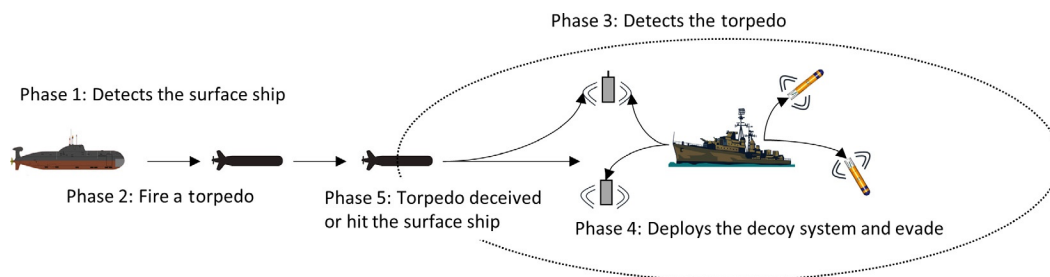 Phase 3: Detects the torpedo
Phase 1: Detects the surface ship
Phase 2: Fire a torpedo
Phase 5: Torpedo deceived
or hit the surface ship
Phase 4: Deploys the decoy system and evade